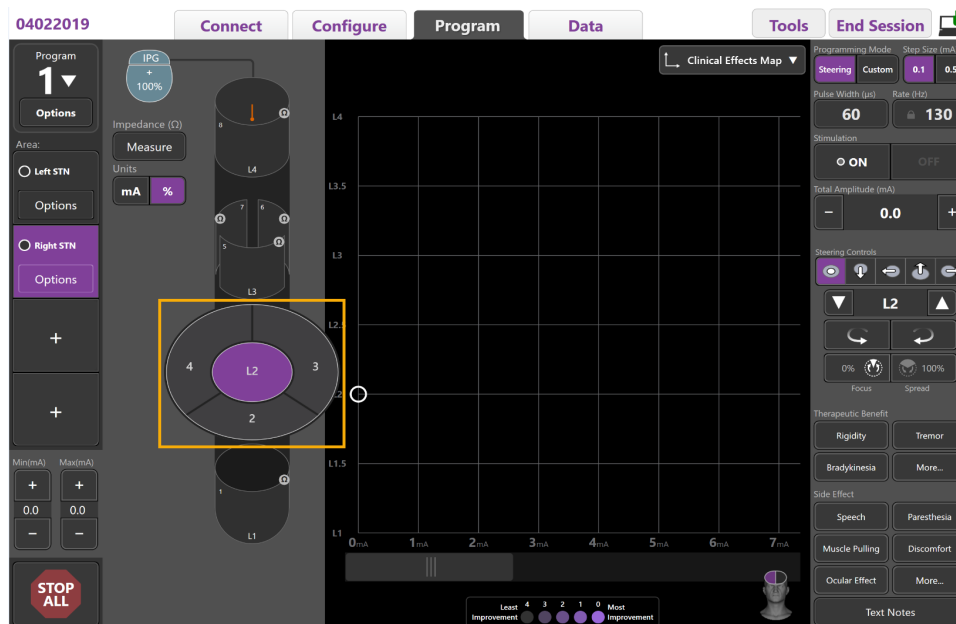 04022019
Connect
Configure
Program
Data
Tools
End Session
Program
1
Options
Area:
Left STN
Options
Right STN
Options
+
+
Min(mA) Max(mA)
+ +
0.0 0.0
− −
STOP
ALL
IPG
+
100%
Impedance (Ω)
Measure
Units
mA %
8
Ω
L4
7 6
Ω Ω
5 Ω
L3
4 L2 3
2
Ω
1
L1
Clinical Effects Map
L4
L3.5
L3
L2.5
L2
L1.5
L1
0mA 1mA 2mA 3mA 4mA 5mA 6mA 7mA
Least 4 3 2 1 0 Most
Improvement Improvement
Programming Mode Step Size (mA
Steering Custom 0.1 0.5
Pulse Width (µs) Rate (Hz)
60 130
Stimulation
ON OFF
Total Amplitude (mA)
− 0.0 +
Steering Controls
L2
0% 100%
Focus Spread
Therapeutic Benefit
Rigidity Tremor
Bradykinesia More...
Side Effect
Speech Paresthesia
Muscle Pulling Discomfort
Ocular Effect More...
Text Notes